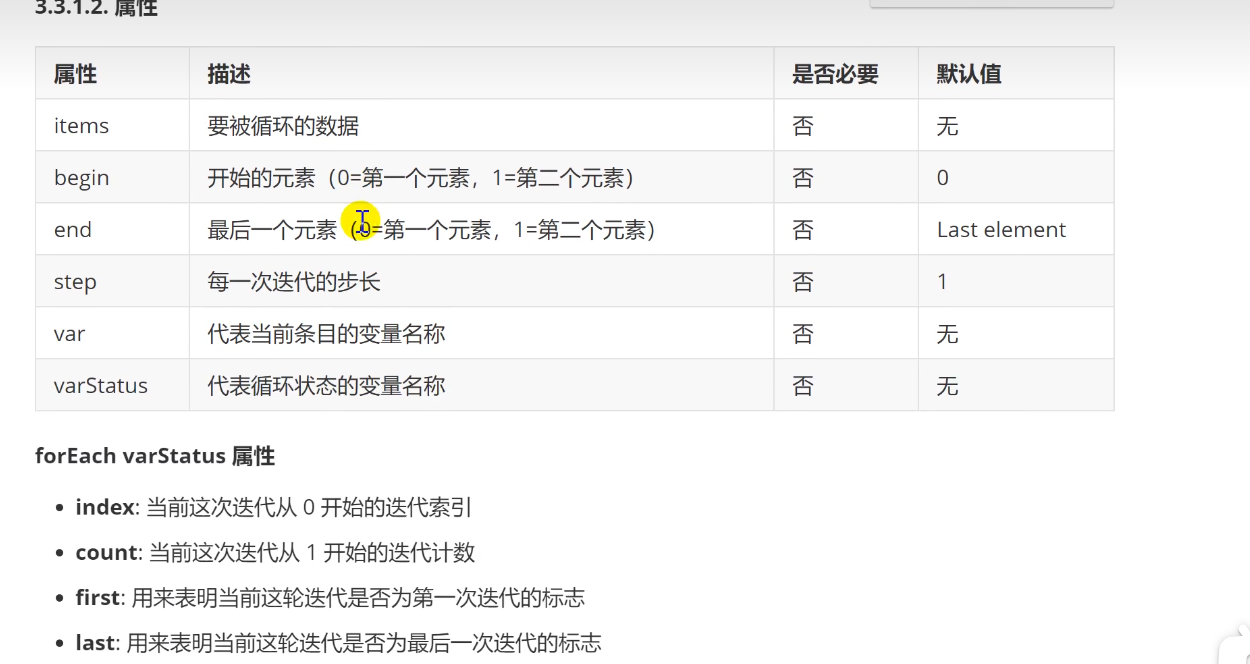 3.3.1.2. 属性
属性 描述 是否必要 默认值
items 要被循环的数据 否 无
begin 开始的元素（0=第一个元素，1=第二个元素） 否 0
end 最后一个元素（0=第一个元素，1=第二个元素） 否 Last element
step 每一次迭代的步长 否 1
var 代表当前条目的变量名称 否 无
varStatus 代表循环状态的变量名称 否 无
forEach varStatus 属性
• index: 当前这次迭代从 0 开始的迭代索引
• count: 当前这次迭代从 1 开始的迭代计数
• first: 用来表明当前这轮迭代是否为第一次迭代的标志
• last: 用来表明当前这轮迭代是否为最后一次迭代的标志